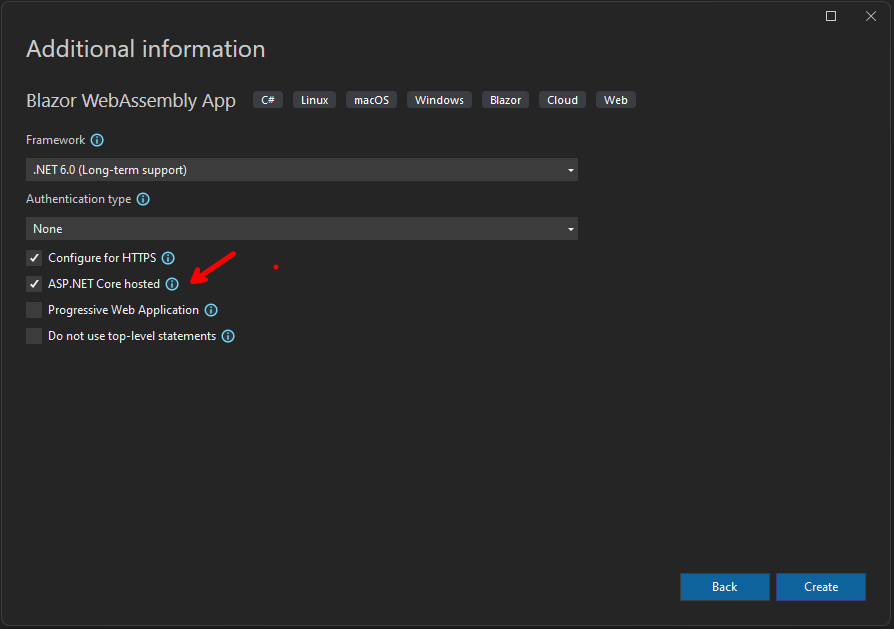 Additional information
Blazor WebAssembly App C# Linux macOS Windows Blazor Cloud Web
Framework
.NET 6.0 (Long-term support)
Authentication type
None
Configure for HTTPS
ASP.NET Core hosted
Progressive Web Application
Do not use top-level statements
Back Create